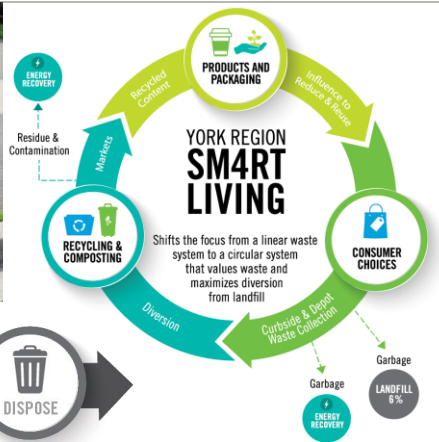 ENERGY
RECOVERY
Residue &
Contamination
Markets
Recycled
Content
PRODUCTS AND
PACKAGING
Influence to
Reduce & Reuse
YORK REGION
SM4RT
LIVING
Shifts the focus from a linear waste
system to a circular system
that values waste and
maximizes diversion
from landfill
RECYCLING &
COMPOSTING
CONSUMER
CHOICES
Diversion
Curbside & Depot
Waste Collection
Garbage
LANDFILL
6%
Garbage
ENERGY
RECOVERY
DISPOSE